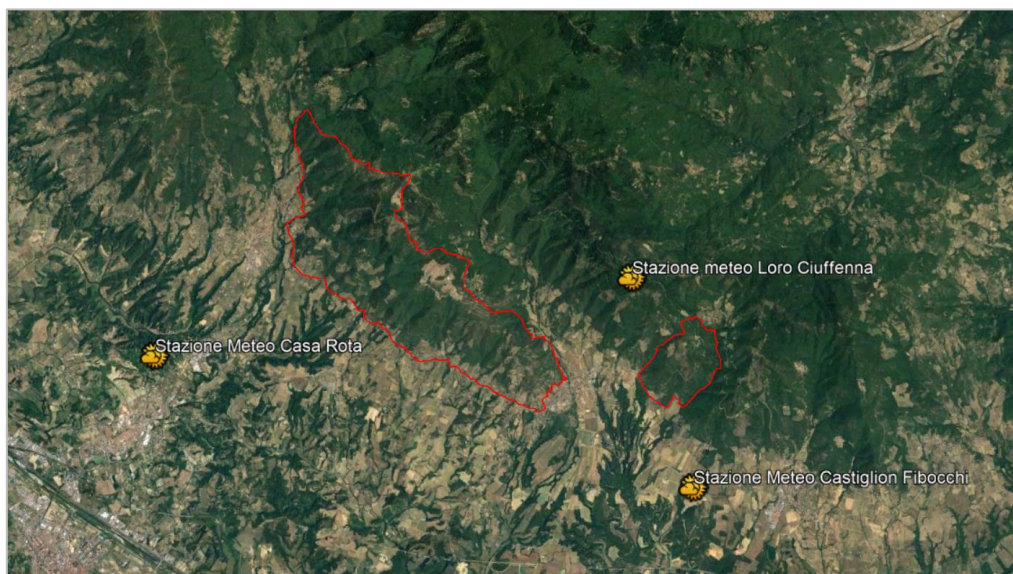 Stazione meteo Loro Ciuffenna
Stazione Meteo Casa Rota
Stazione Meteo Castiglion Fibocchi